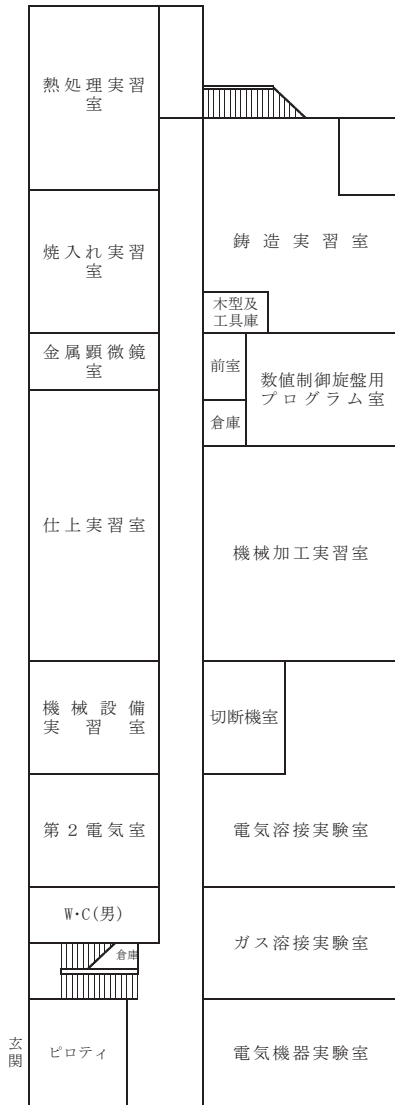 熱処理実習
室
焼入れ実習
室
鋳造実習室
木型及
工具庫
金属顕微鏡
室
前室
数値制御旋盤用
プログラム室
倉庫
仕上実習室
機械加工実習室
機械設備
実習室
切断機室
第2電気室
電気溶接実験室
W・C(男)
倉庫
ガス溶接実験室
玄関
ピロティ
電気機器実験室